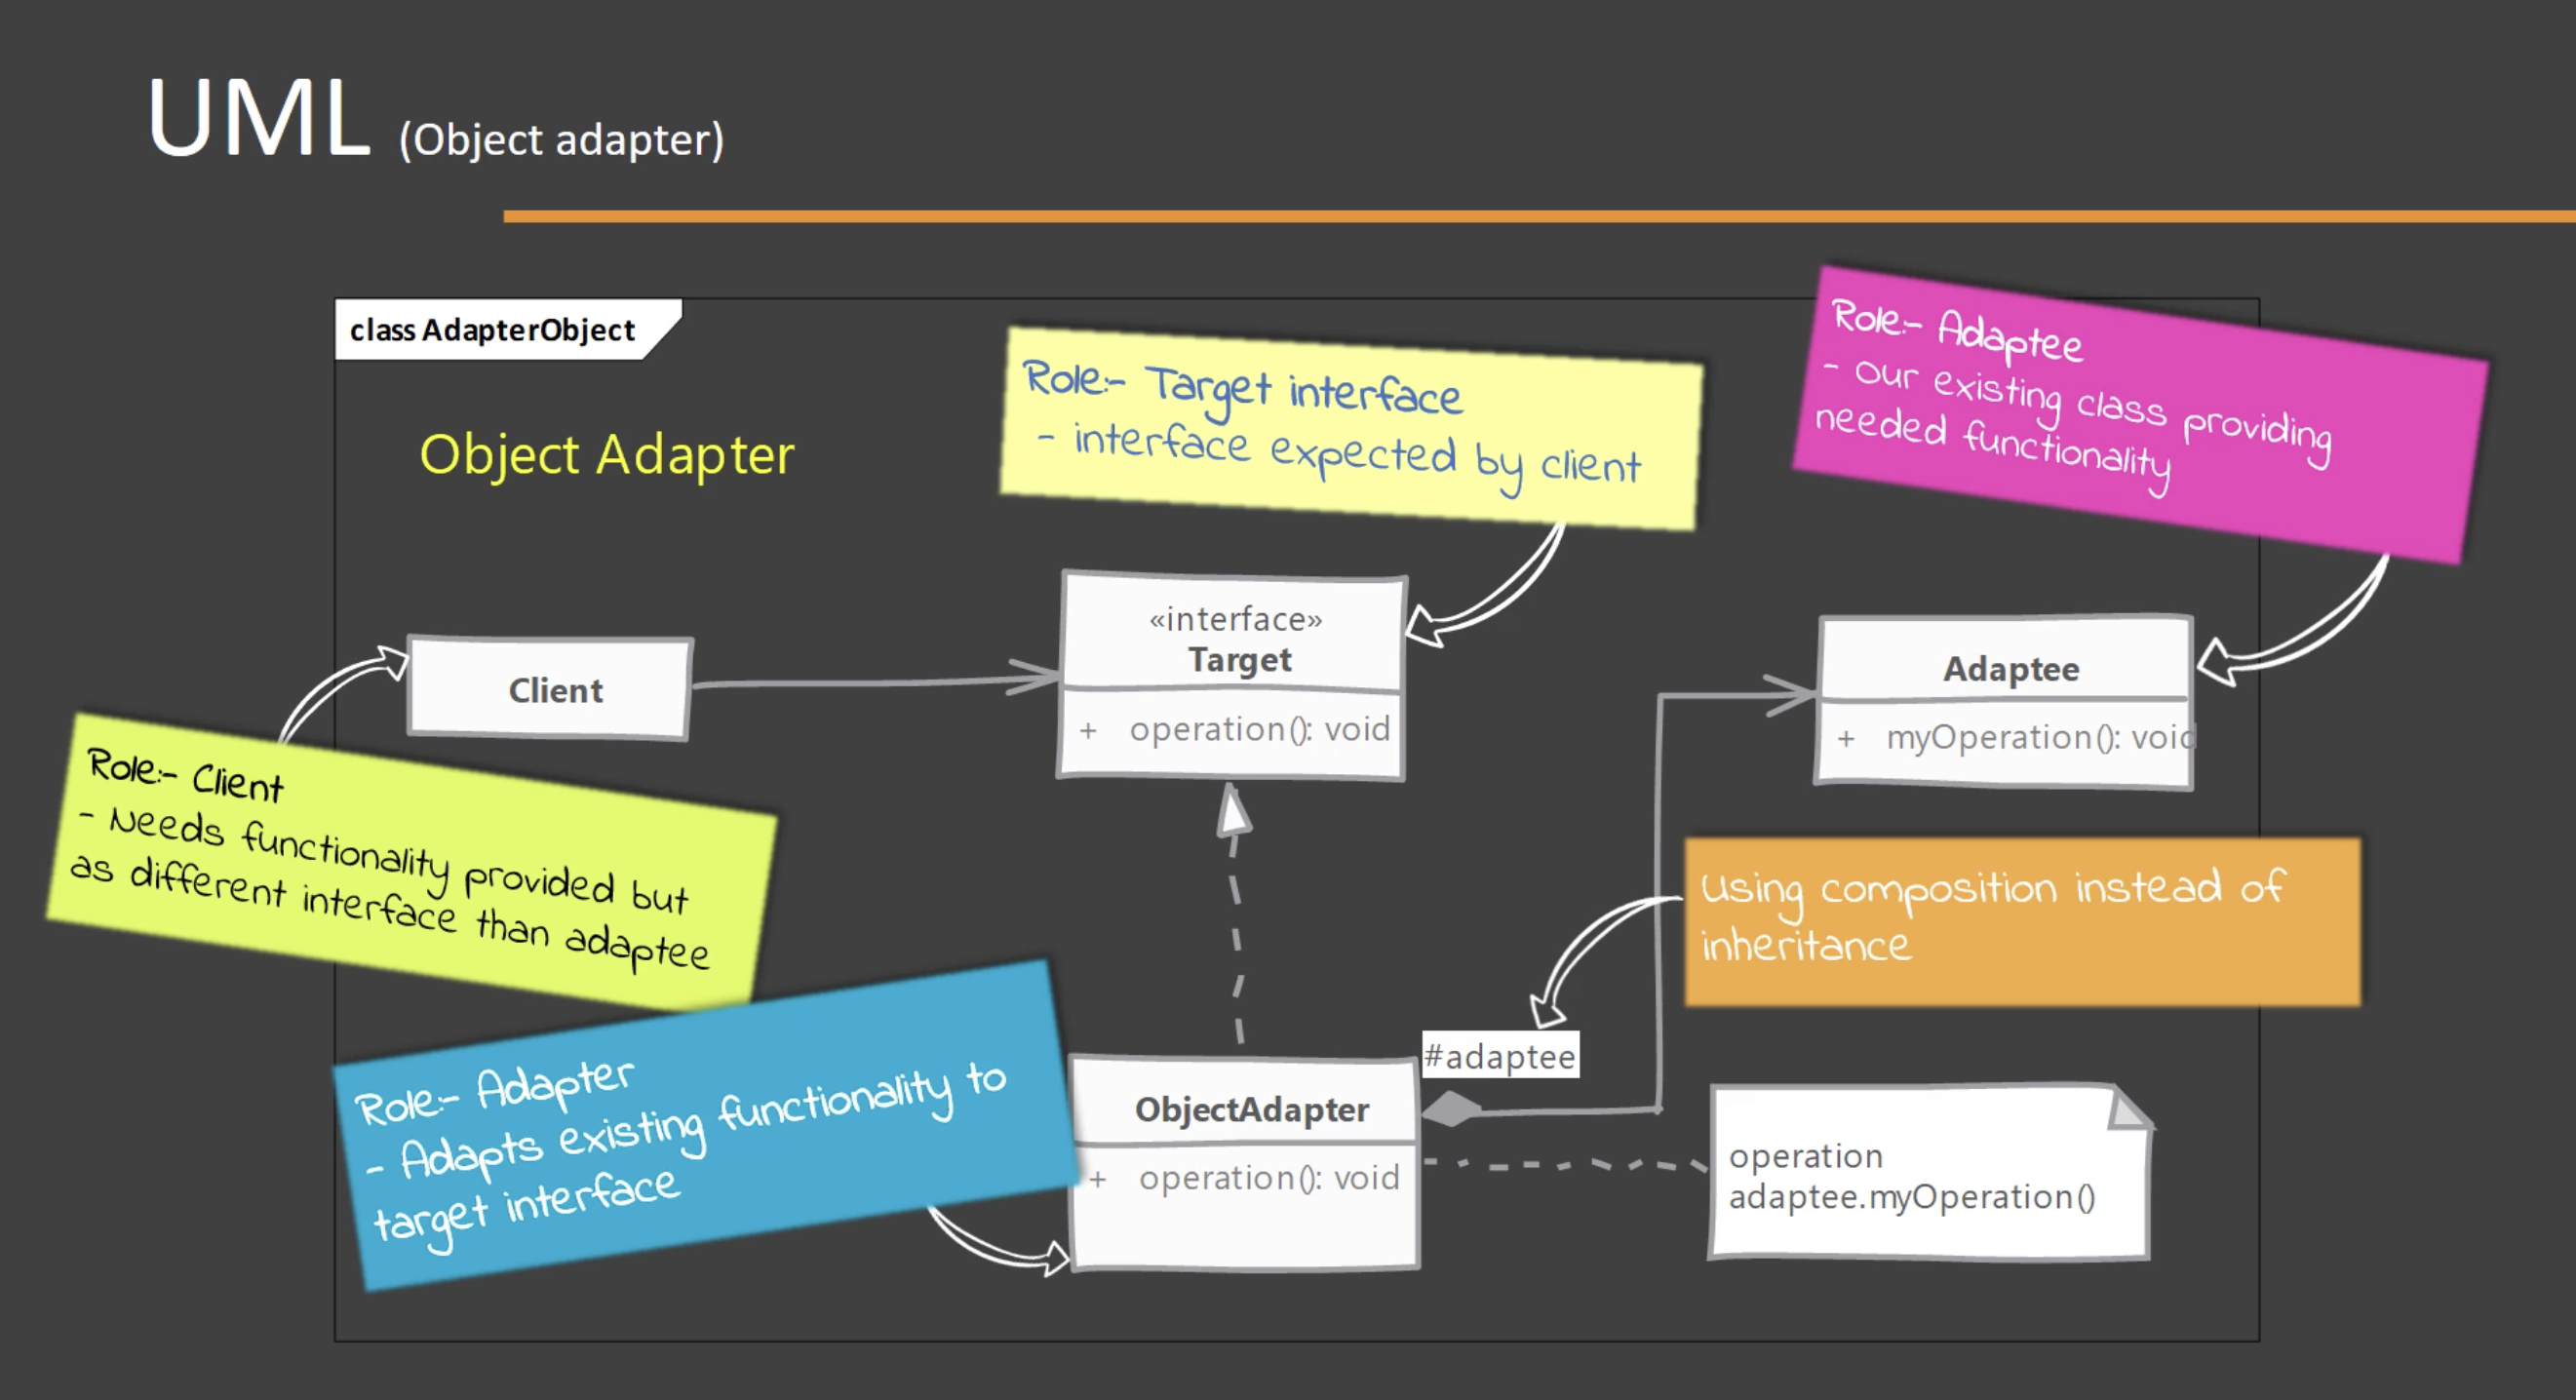 UML (Object adapter)
class AdapterObject
Object Adapter
Role:- Target interface
- interface expected by client
Role:- Adaptee
- Our existing class providing
needed functionality
Client
«interface»
Target
+ operation(): void
Adaptee
+ myOperation(): void
Role:- Client
- Needs functionality provided but
as different interface than adaptee
Using composition instead of
inheritance
Role:- Adapter
- Adapts existing functionality to
target interface
#adaptee
ObjectAdapter
+ operation(): void
operation
adaptee.myOperation()